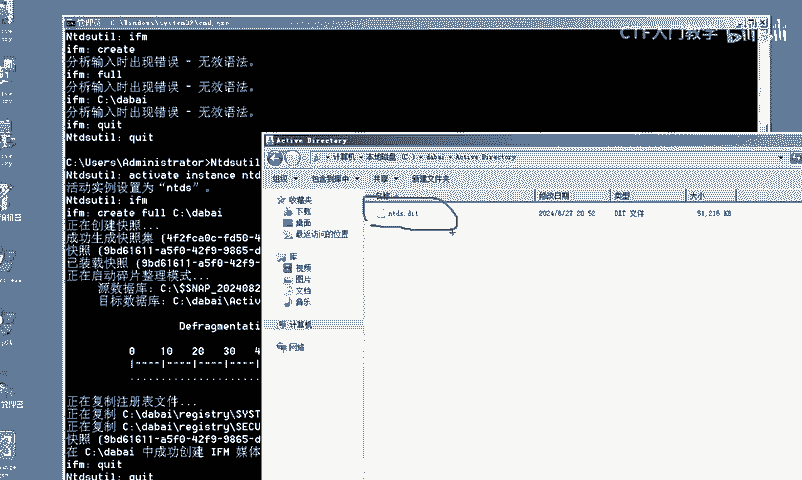 管理员: C:\Windows\system32\cmd.exe
CTF入门教学 bilibili
Ntdsutil: ifm
ifm: create
分析输入时出现错误 - 无效语法。
ifm: full
分析输入时出现错误 - 无效语法。
ifm: C:\dabai
分析输入时出现错误 - 无效语法。
ifm: quit
Ntdsutil: quit
C:\Users\Administrator>Ntdsutil
Ntdsutil: activate instance ntd
活动实例设置为“ntds”。
Ntdsutil: ifm
ifm: create full C:\dabai
正在创建快照...
成功生成快照集 {4f2fca0c-fd50-4
快照 {9bd61611-a5f0-42f9-9865-d
已装载快照 {9bd61611-a5f0-42f9-
正在启动碎片整理模式...
源数据库: C:\$SNAP_2024082
目标数据库: C:\dabai\Activ
Defragmentati
0 10 20 30 4
|----|----|----|----|
正在复制注册表文件...
正在复制 C:\dabai\registry\SYST
正在复制 C:\dabai\registry\SECU
快照 {9bd61611-a5f0-42f9-9865-d
在 C:\dabai 中成功创建 IFM 媒体
ifm: quit
Ntdsutil: quit
Active Directory
计算机 本地磁盘 (C:) dabai Active Directory
组织 包含到库中 共享 新建文件夹
修改日期 类型 大小
收藏夹
下载
桌面
最近访问的位置
库
视频
图片
文档
音乐
计算机
网络
ntds.dit 2024/8/27 20:52 DIT 文件